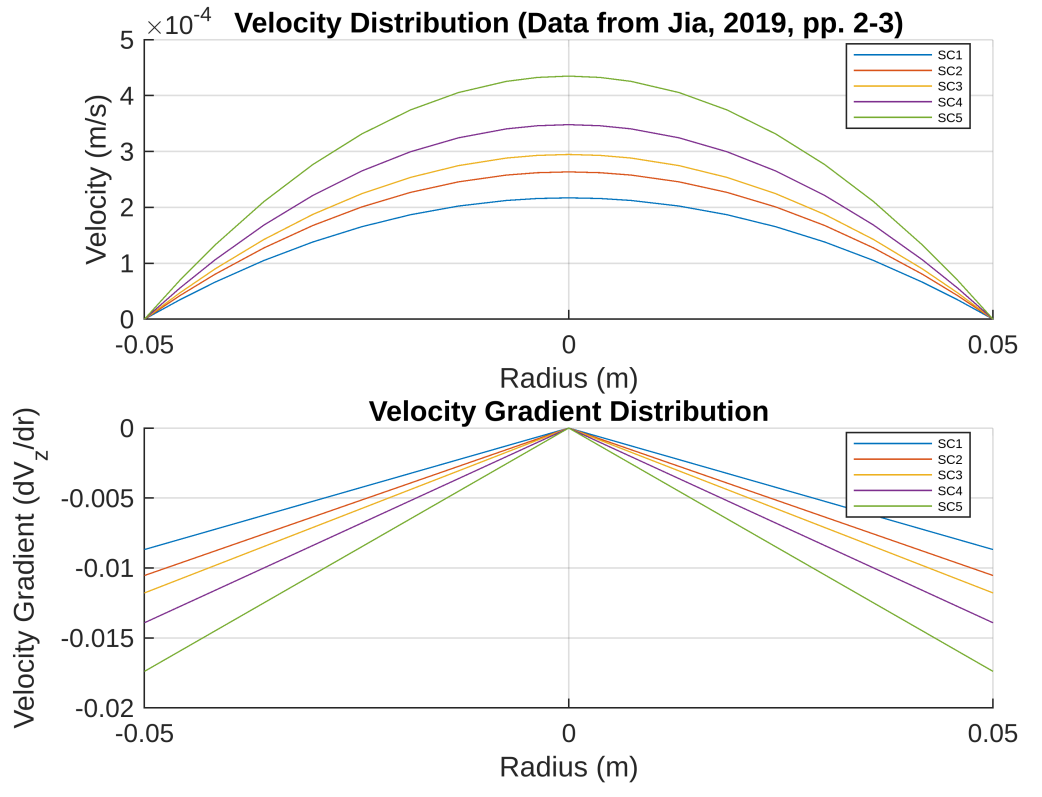 ×10-4
Velocity Distribution (Data from Jia, 2019, pp. 2-3)
5
4
3
2
1
0
Velocity (m/s)
SC1
SC2
SC3
SC4
SC5
-0.05
0
0.05
Radius (m)
Velocity Gradient Distribution
0
-0.005
-0.01
-0.015
-0.02
Velocity Gradient (dVz/dr)
SC1
SC2
SC3
SC4
SC5
-0.05
0
0.05
Radius (m)